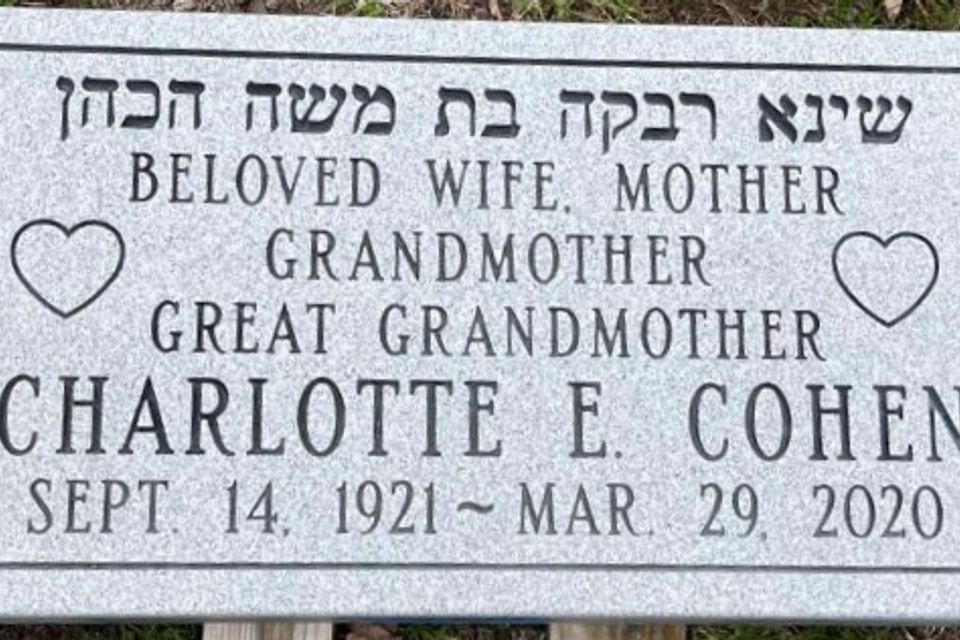 שינא רבקה בת משה הכהן
BELOVED WIFE, MOTHER
GRANDMOTHER
GREAT GRANDMOTHER
CHARLOTTE E. COHEN
SEPT. 14, 1921 ~ MAR. 29, 2020